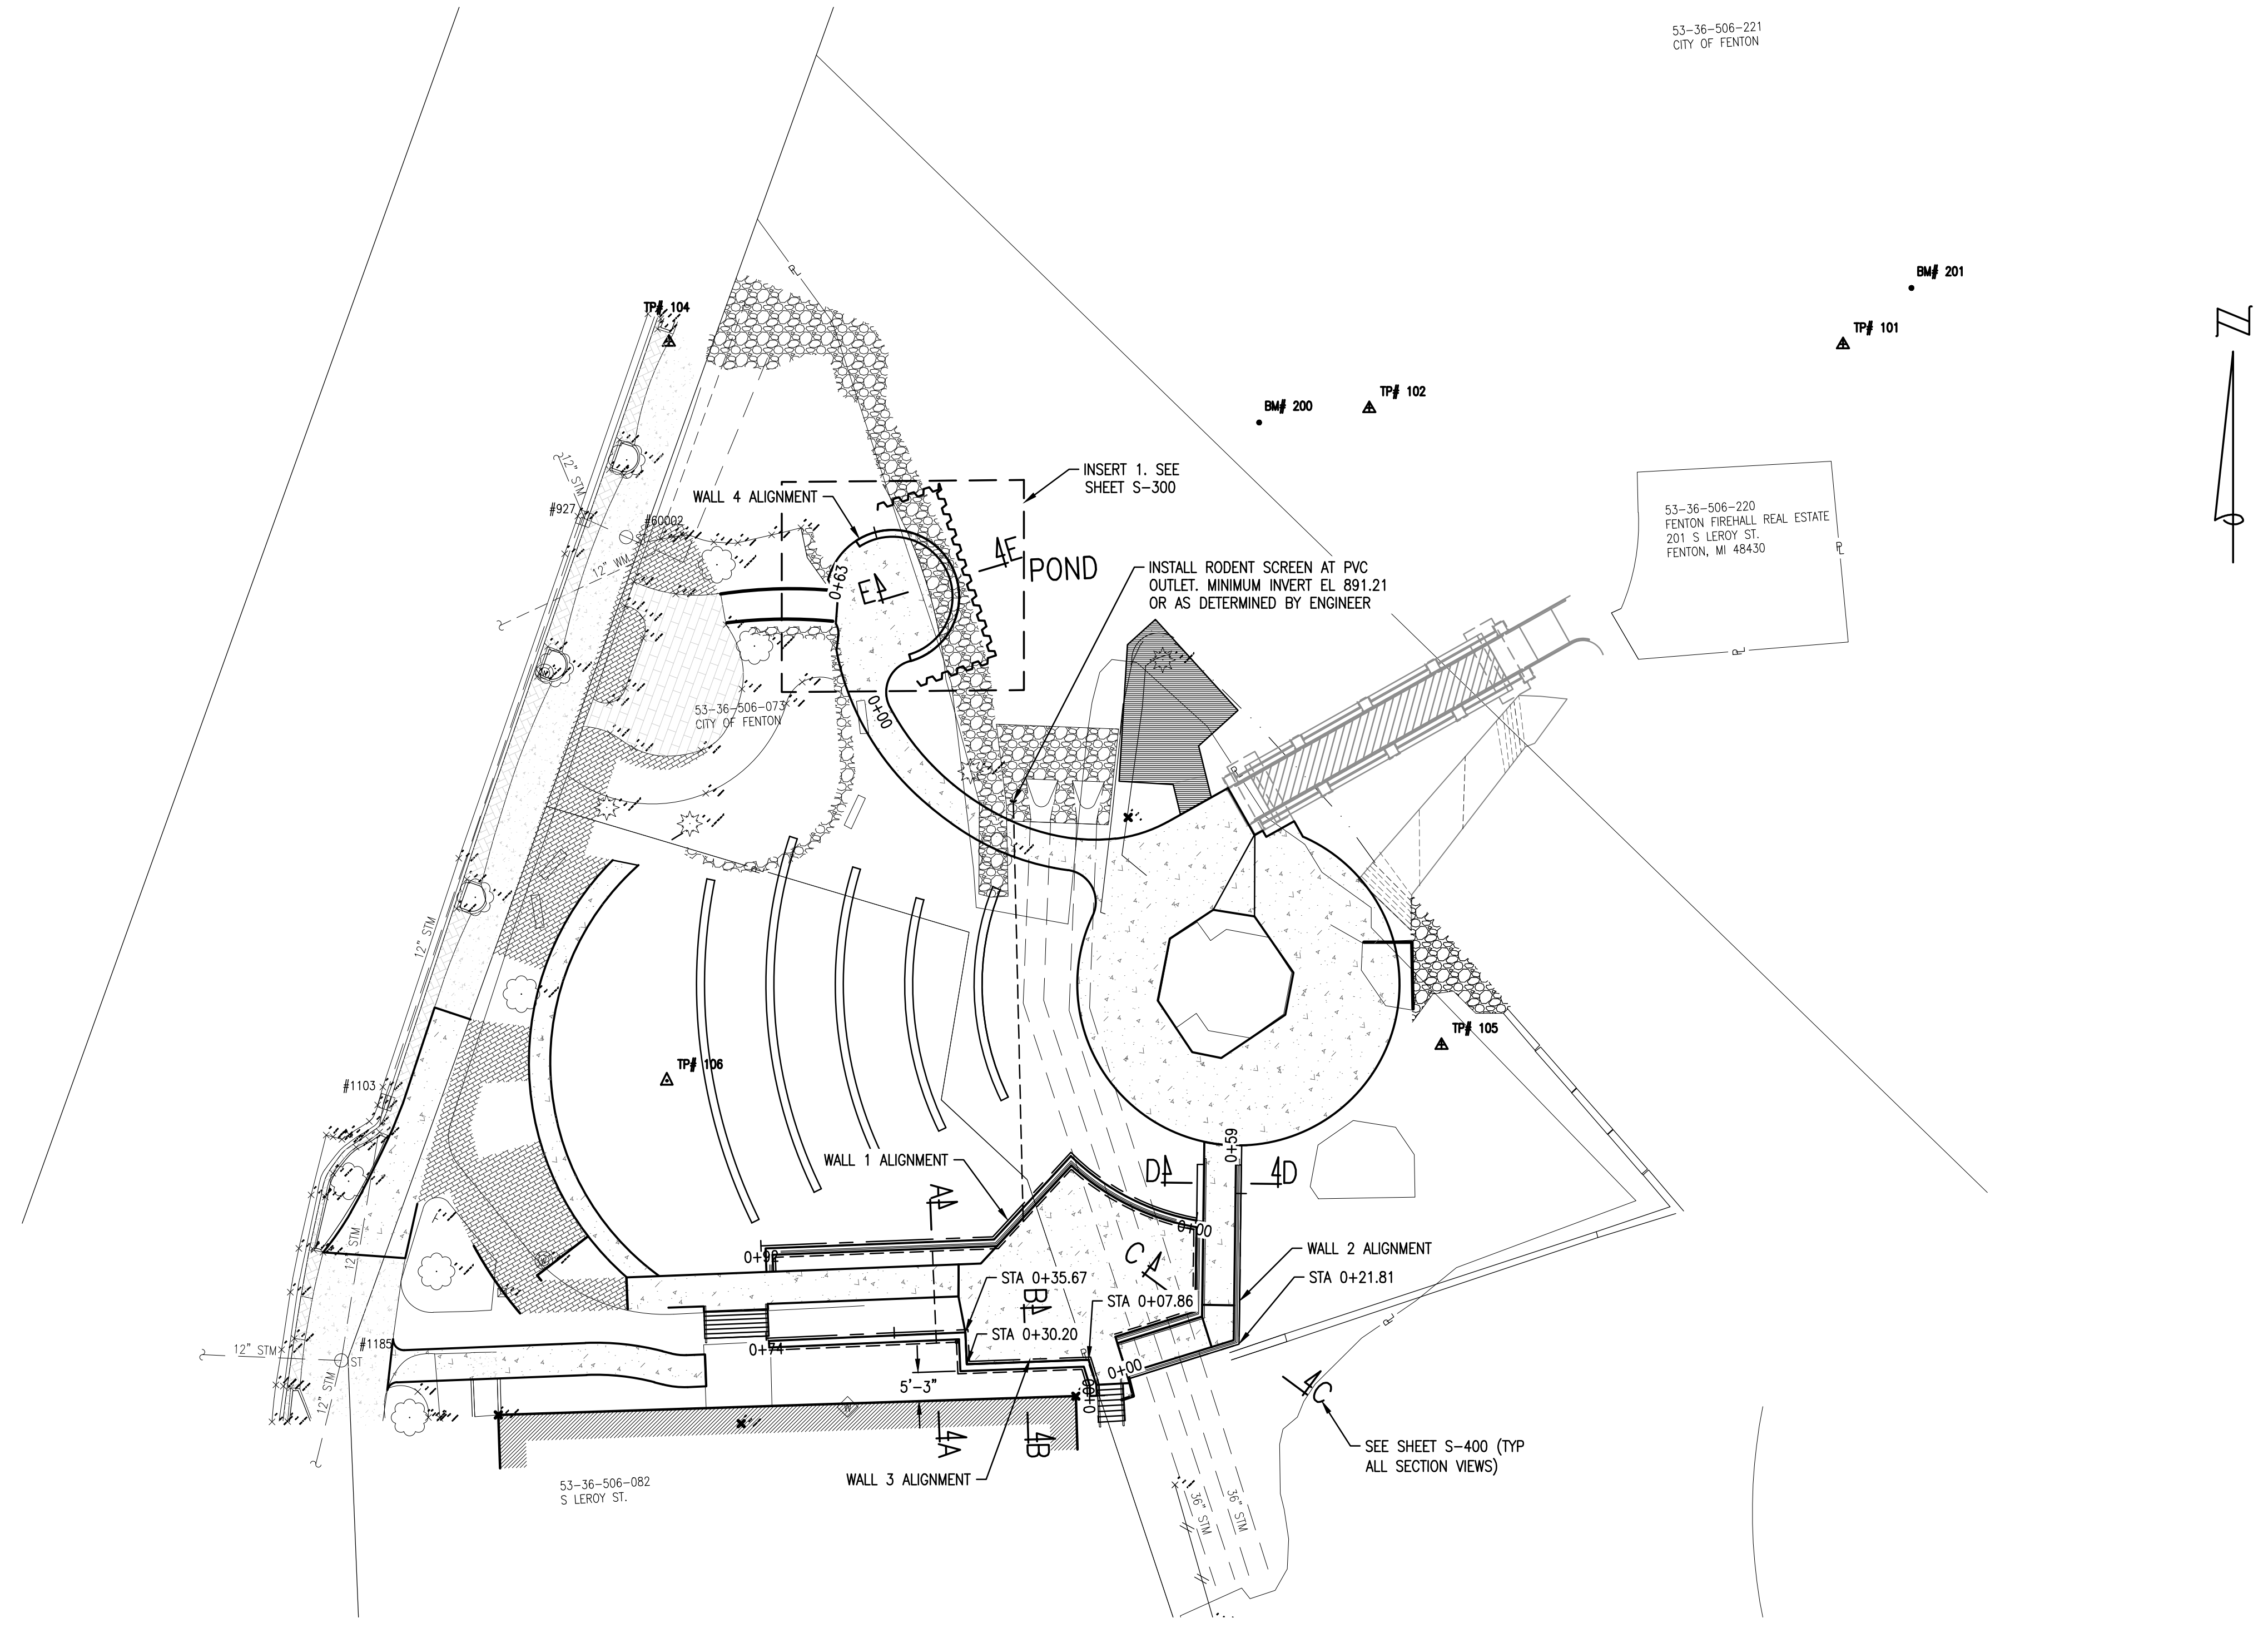 53-36-506-221
CITY OF FENTON
BM# 201
TP# 101
N
TP# 104
TP# 102
BM# 200
INSERT 1. SEE
SHEET S-300
WALL 4 ALIGNMENT
12" STM
#927
#60002
53-36-506-220
FENTON FIREHALL REAL ESTATE
201 S LEROY ST.
FENTON, MI 48430
4E
POND
E
0+63
12" WM
INSTALL RODENT SCREEN AT PVC
OUTLET. MINIMUM INVERT EL 891.21
OR AS DETERMINED BY ENGINEER
53-36-506-073
CITY OF FENTON
0+00
12" STM
TP# 105
TP# 106
#1103
WALL 1 ALIGNMENT
0+59
D
4D
A
0+00
12" STM
0+92
C
WALL 2 ALIGNMENT
STA 0+35.67
STA 0+21.81
B
STA 0+07.86
STA 0+30.20
#1185
12" STM
ST
0+74
0+00
5'-3"
0+00
12" STM
W
4C
4A
4B
SEE SHEET S-400 (TYP
ALL SECTION VIEWS)
WALL 3 ALIGNMENT
53-36-506-082
S LEROY ST.
36" STM
36" STM